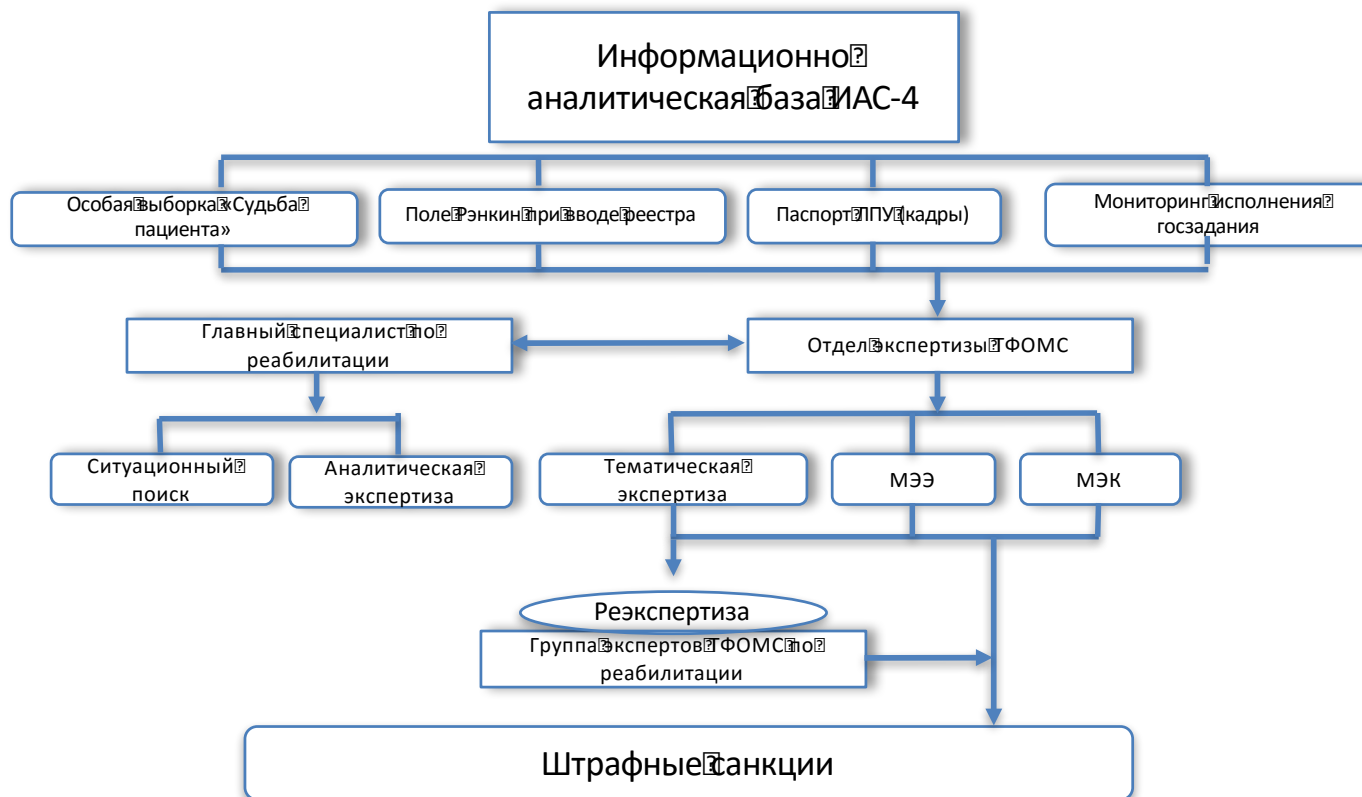 Информационно
аналитическая база ИАС-4
Особая выборка «Судьба
пациента»
Поле Рэнкин при вводе реестра
Паспорт ЛПУ (кадры)
Мониторинг исполнения
госзадания
Главный специалист по
реабилитации
Отдел экспертизы ТФОМС
Ситуационный
поиск
Аналитическая
экспертиза
Тематическая
экспертиза
МЭЭ
МЭК
Реэкспертиза
Группа экспертов ТФОМС по
реабилитации
Штрафные санкции